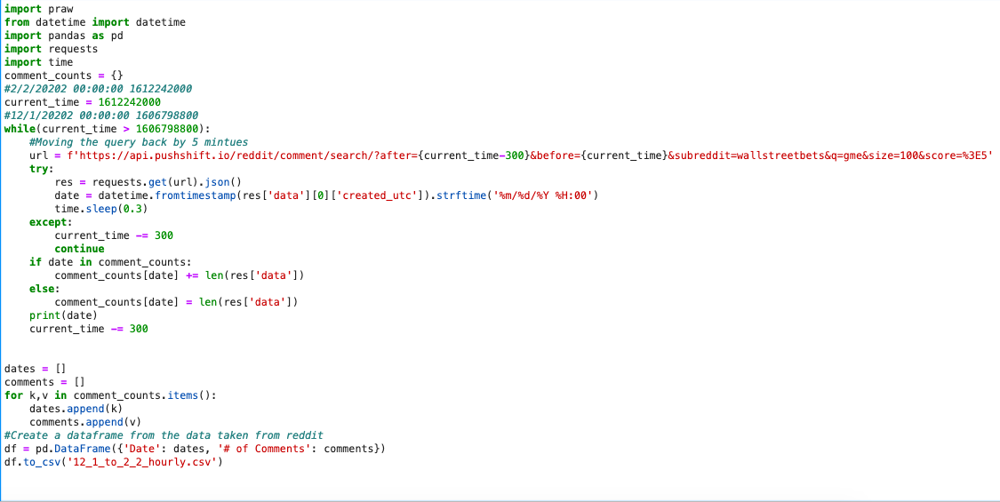 import praw
from datetime import datetime
import pandas as pd
import requests
import time
comment_counts = {}
#2/2/20202 00:00:00 1612242000
current_time = 1612242000
#12/1/20202 00:00:00 1606798800
while(current_time > 1606798800):
    #Moving the query back by 5 mintues
    url = f'https://api.pushshift.io/reddit/comment/search/?after={current_time-300}&before={current_time}&subreddit=wallstreetbets&q=gme&size=100&score=%3E5'
    try:
        res = requests.get(url).json()
        date = datetime.fromtimestamp(res['data'][0]['created_utc']).strftime('%m/%d/%Y %H:00')
        time.sleep(0.3)
    except:
        current_time -= 300
        continue
    if date in comment_counts:
        comment_counts[date] += len(res['data'])
    else:
        comment_counts[date] = len(res['data'])
    print(date)
    current_time -= 300
dates = []
comments = []
for k,v in comment_counts.items():
    dates.append(k)
    comments.append(v)
#Create a dataframe from the data taken from reddit
df = pd.DataFrame({'Date': dates, '# of Comments': comments})
df.to_csv('12_1_to_2_2_hourly.csv')